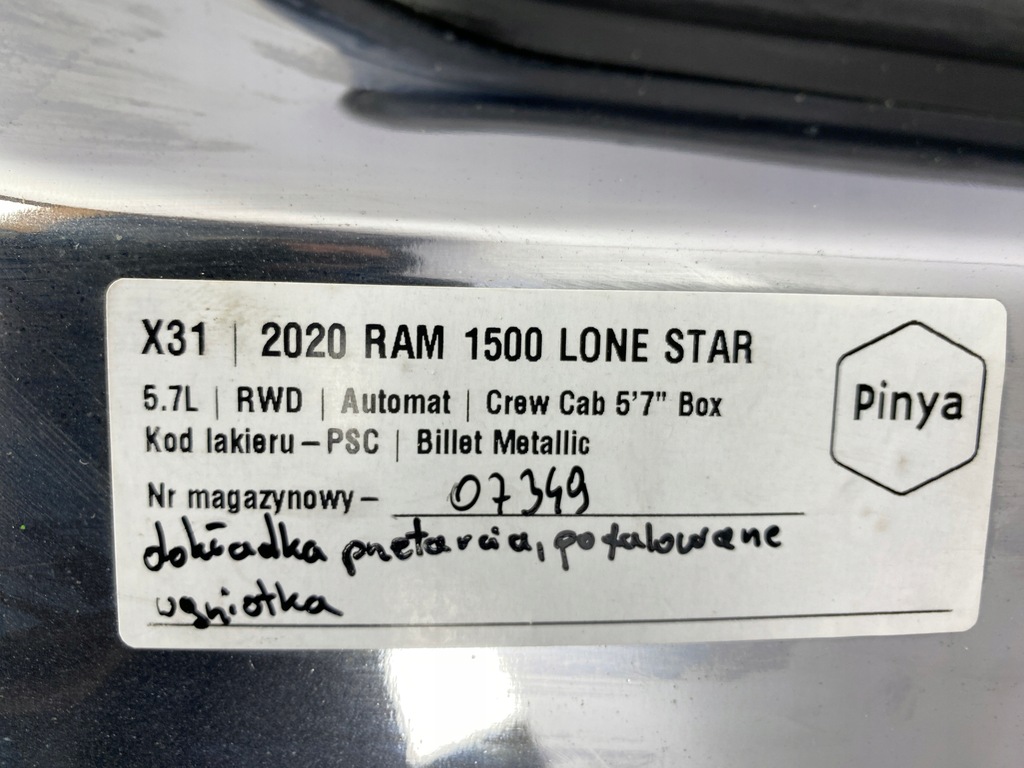 X31 | 2020 RAM 1500 LONE STAR
5.7L | RWD | Automat | Crew Cab 5'7" Box
Kod lakieru – PSC | Billet Metallic
Pinya
Nr magazynowy – 07349
dokładka przetarcia, pofalowane
wgniotka